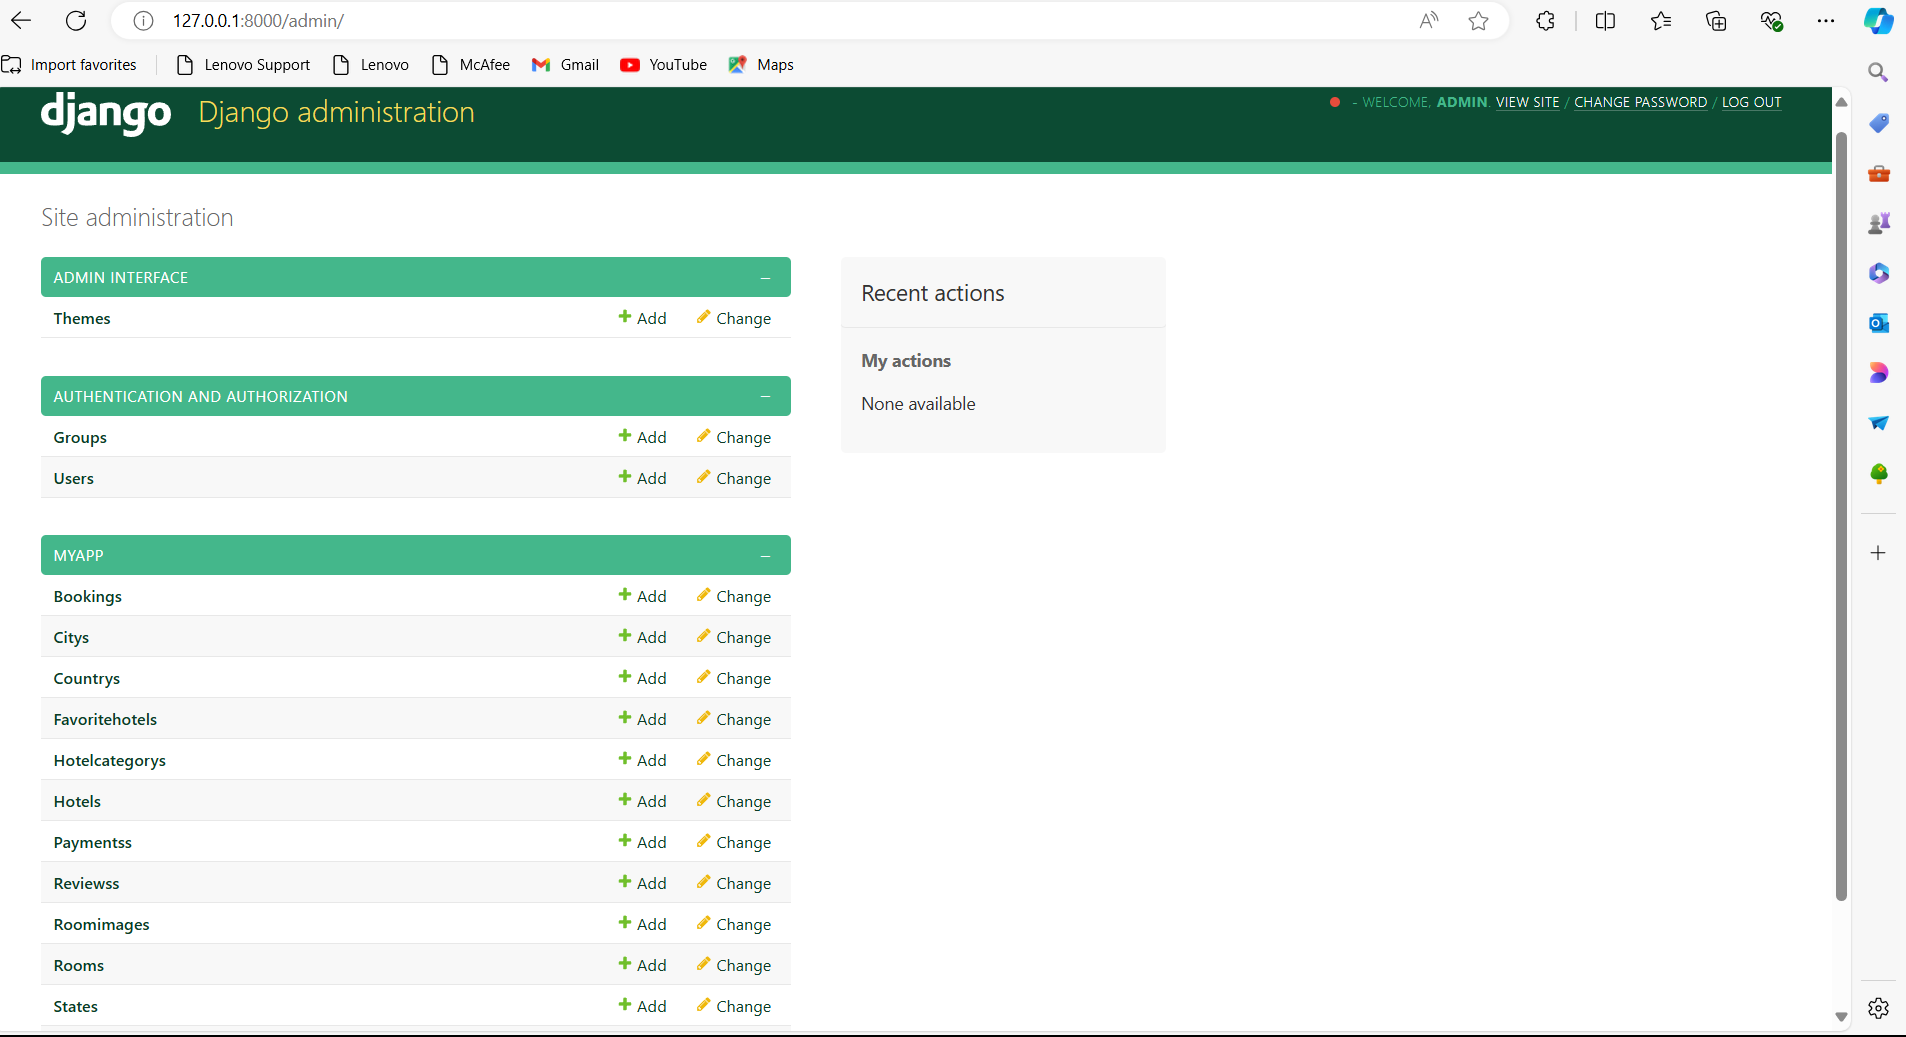 127.0.0.1:8000/admin/
Import favorites
Lenovo Support
Lenovo
McAfee
Gmail
YouTube
Maps
django
Django administration
- WELCOME, ADMIN. VIEW SITE / CHANGE PASSWORD / LOG OUT
Site administration
ADMIN INTERFACE
Themes Add Change
AUTHENTICATION AND AUTHORIZATION
Groups Add Change
Users Add Change
MYAPP
Bookings Add Change
Citys Add Change
Countrys Add Change
Favoritehotels Add Change
Hotelcategorys Add Change
Hotels Add Change
Paymentss Add Change
Reviewss Add Change
Roomimages Add Change
Rooms Add Change
States Add Change
Recent actions
My actions
None available